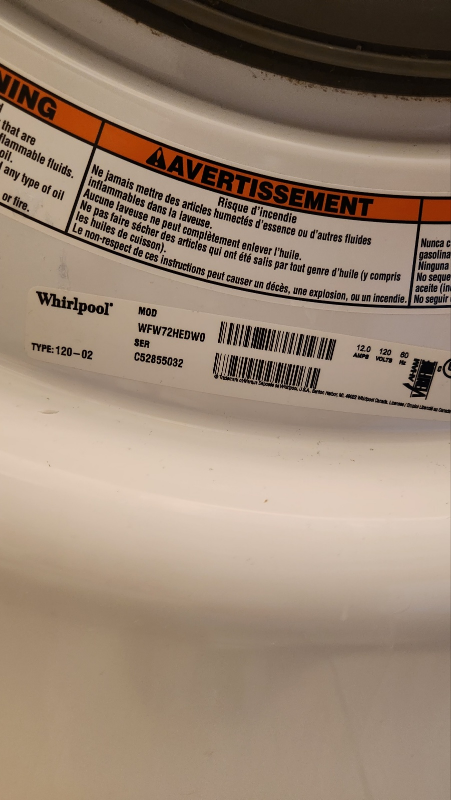 NING
that are
flammable fluids.
oil.
any type of oil
or fire.
AVERTISSEMENT
Risque d'incendie
Ne jamais mettre des articles humectés d'essence ou d'autres fluides
inflammables dans la laveuse.
Aucune laveuse ne peut complètement enlever l'huile.
Ne pas faire sécher des articles qui ont été salis par tout genre d'huile (y compris
les huiles de cuisson).
Le non-respect de ces instructions peut causer un décès, une explosion, ou un incendie.
Nunca c
gasolina
Ninguna
No seque
aceite (in
No seguir
Whirlpool
TYPE:120-02
MOD
WFW72HEDW0
SER
C52855032
12.0 120 60
AMPS VOLTS Hz